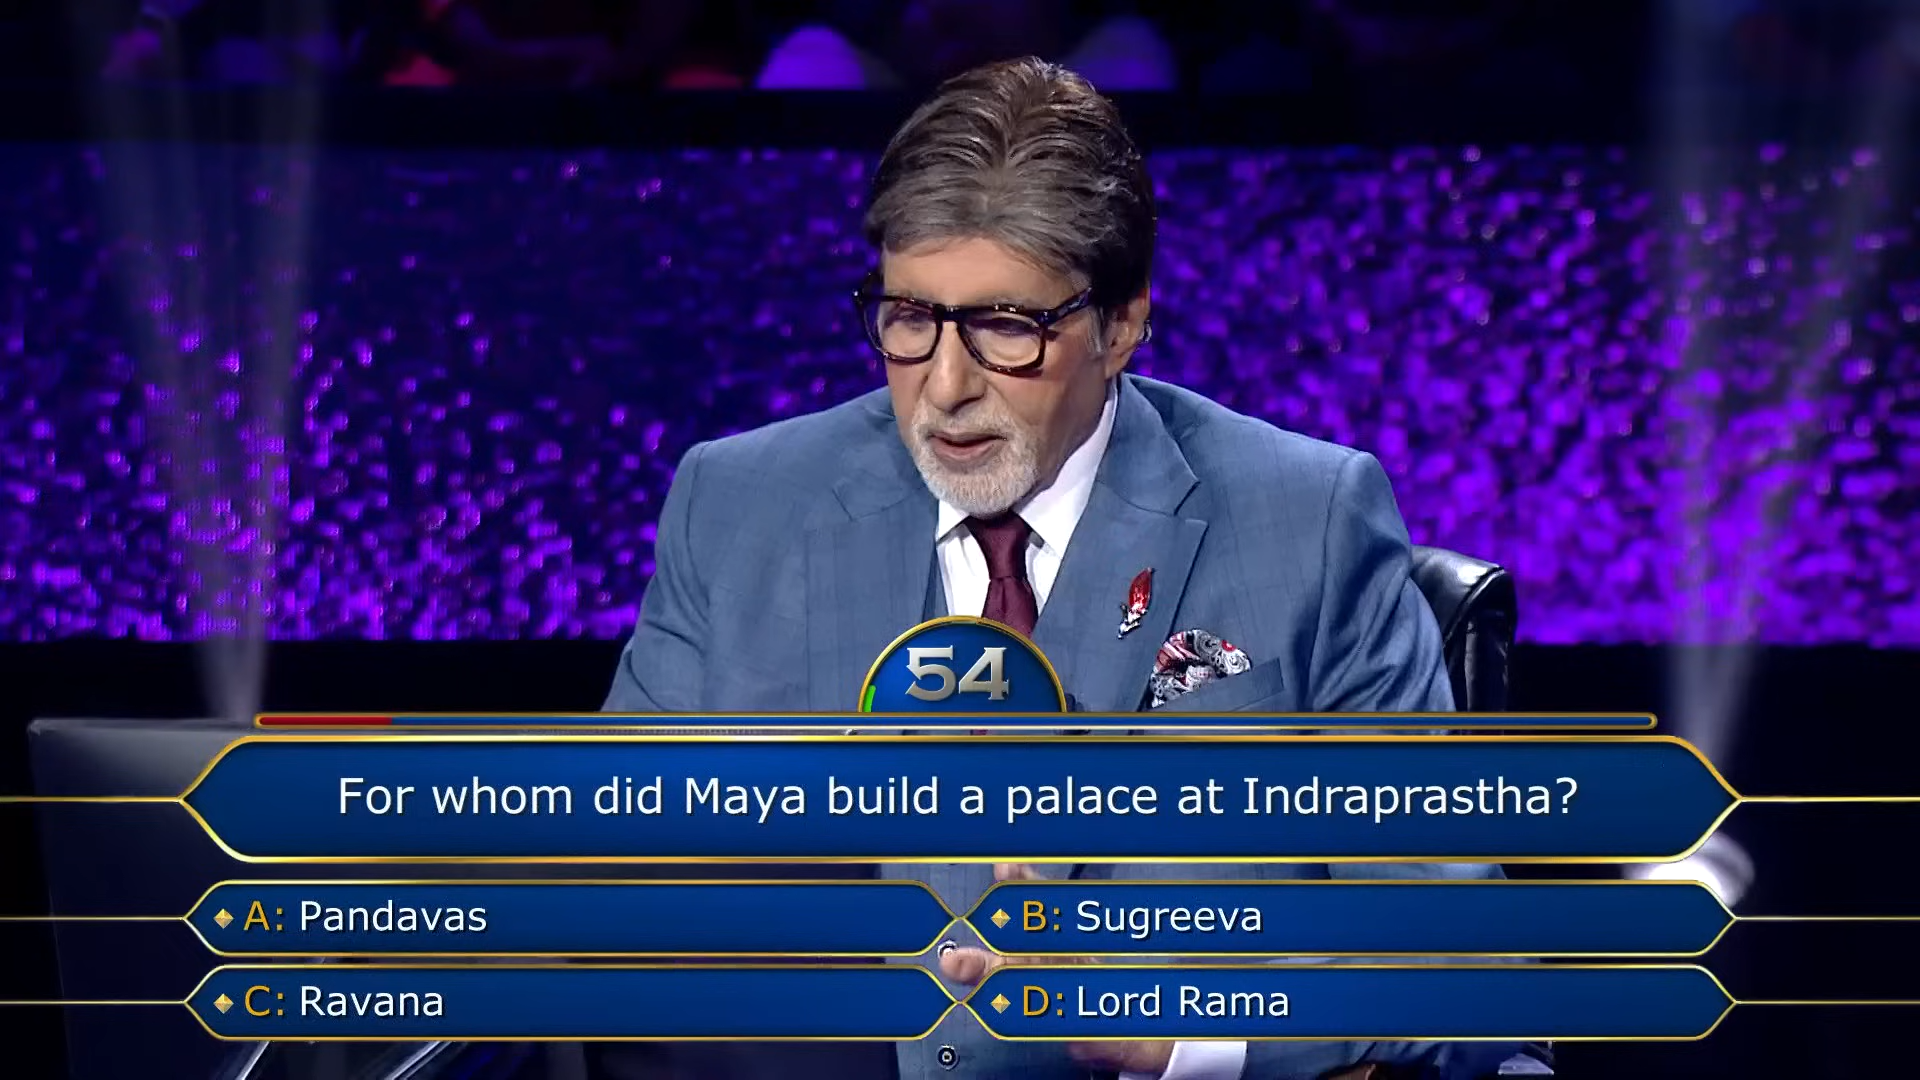 54
For whom did Maya build a palace at Indraprastha?
A: Pandavas
B: Sugreeva
C: Ravana
D: Lord Rama